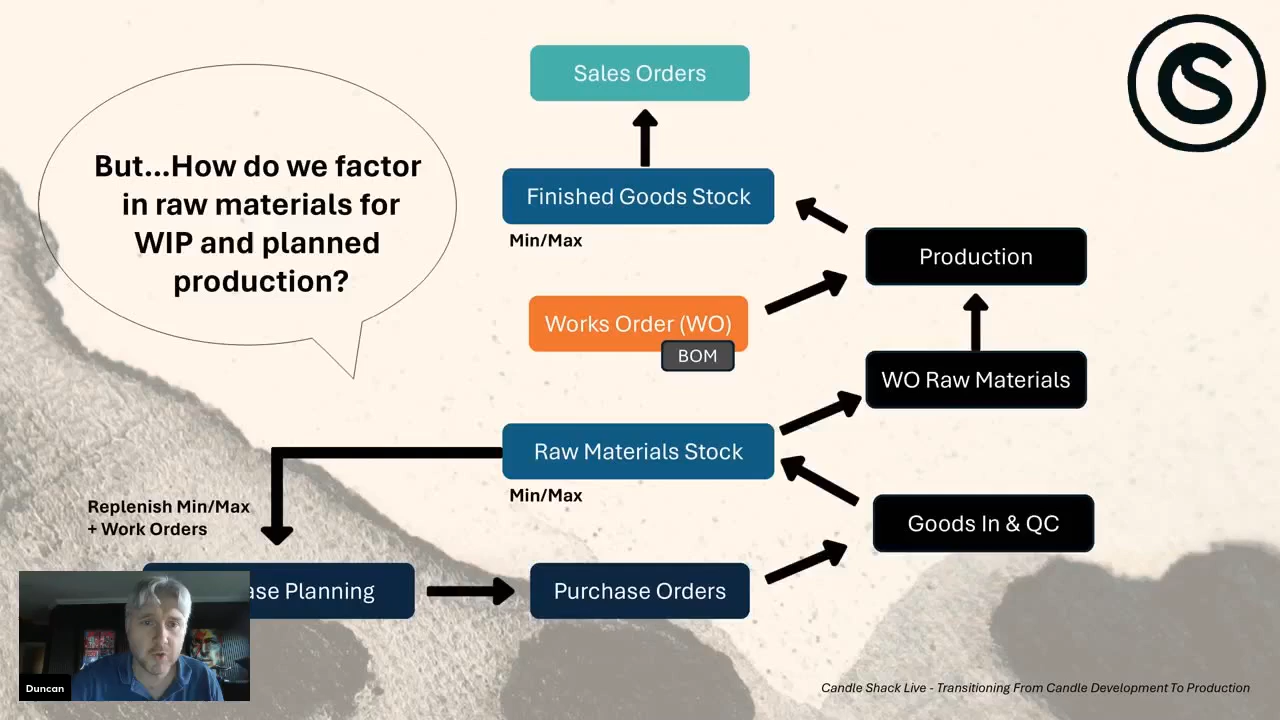 Sales Orders
But...How do we factor
in raw materials for
WIP and planned
production?
Finished Goods Stock
Min/Max
Production
Works Order (WO)
BOM
WO Raw Materials
Raw Materials Stock
Min/Max
Replenish Min/Max
+ Work Orders
Goods In & QC
Planning
Purchase Orders
Duncan
Candle Shack Live - Transitioning From Candle Development To Production